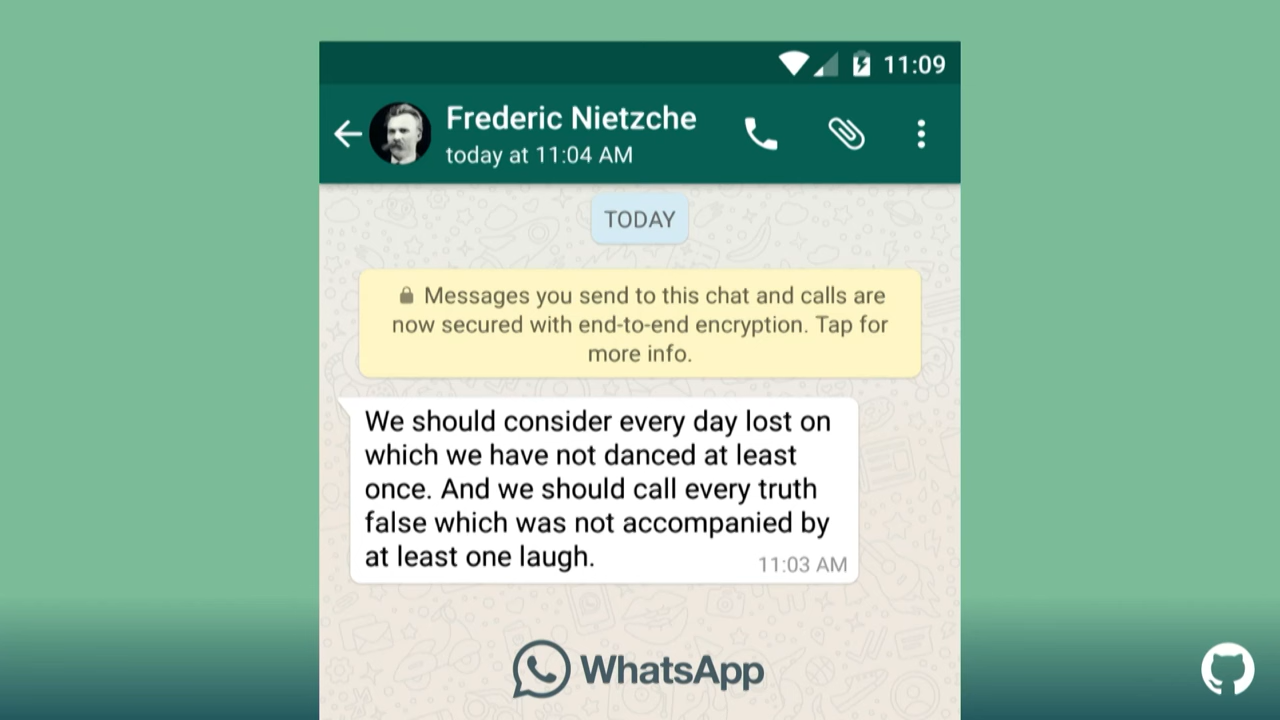 11:09
Frederic Nietzche
today at 11:04 AM
TODAY
Messages you send to this chat and calls are
now secured with end-to-end encryption. Tap for
more info.
We should consider every day lost on
which we have not danced at least
once. And we should call every truth
false which was not accompanied by
at least one laugh.
11:03 AM
WhatsApp